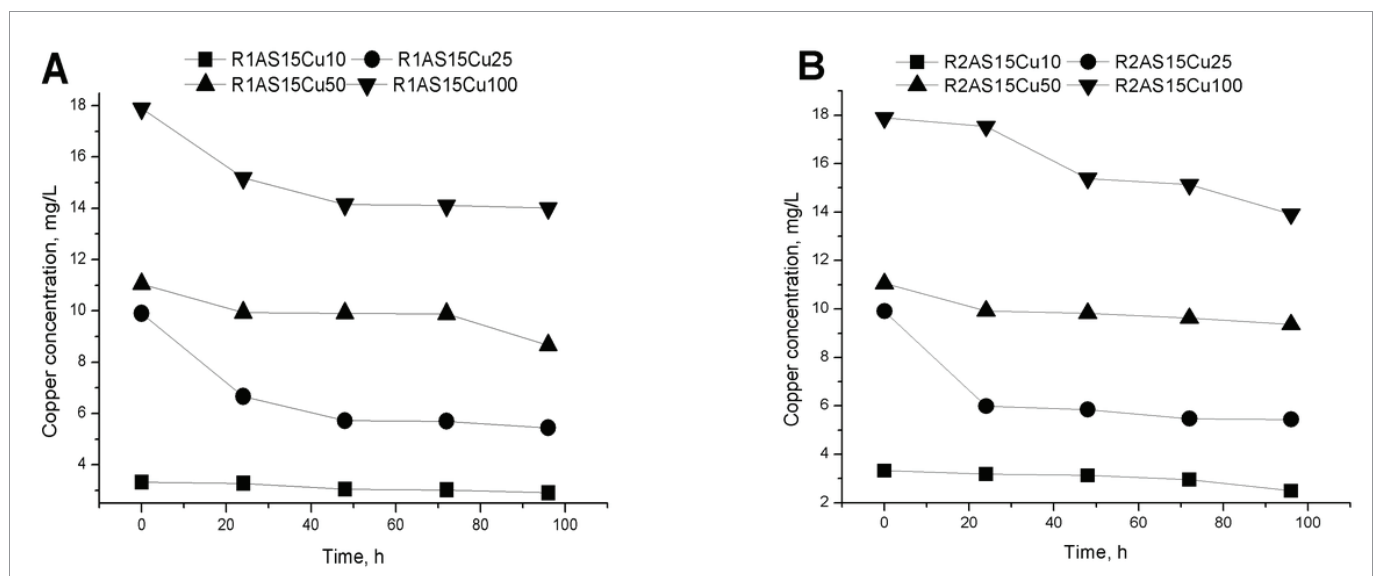 A
R1AS15Cu10 R1AS15Cu25
R1AS15Cu50 R1AS15Cu100
18
16
14
12
10
8
6
4
Copper concentration, mg/L
0 20 40 60 80 100
Time, h
B
R2AS15Cu10 R2AS15Cu25
R2AS15Cu50 R2AS15Cu100
18
16
14
12
10
8
6
4
2
Copper concentration, mg/L
0 20 40 60 80 100
Time, h